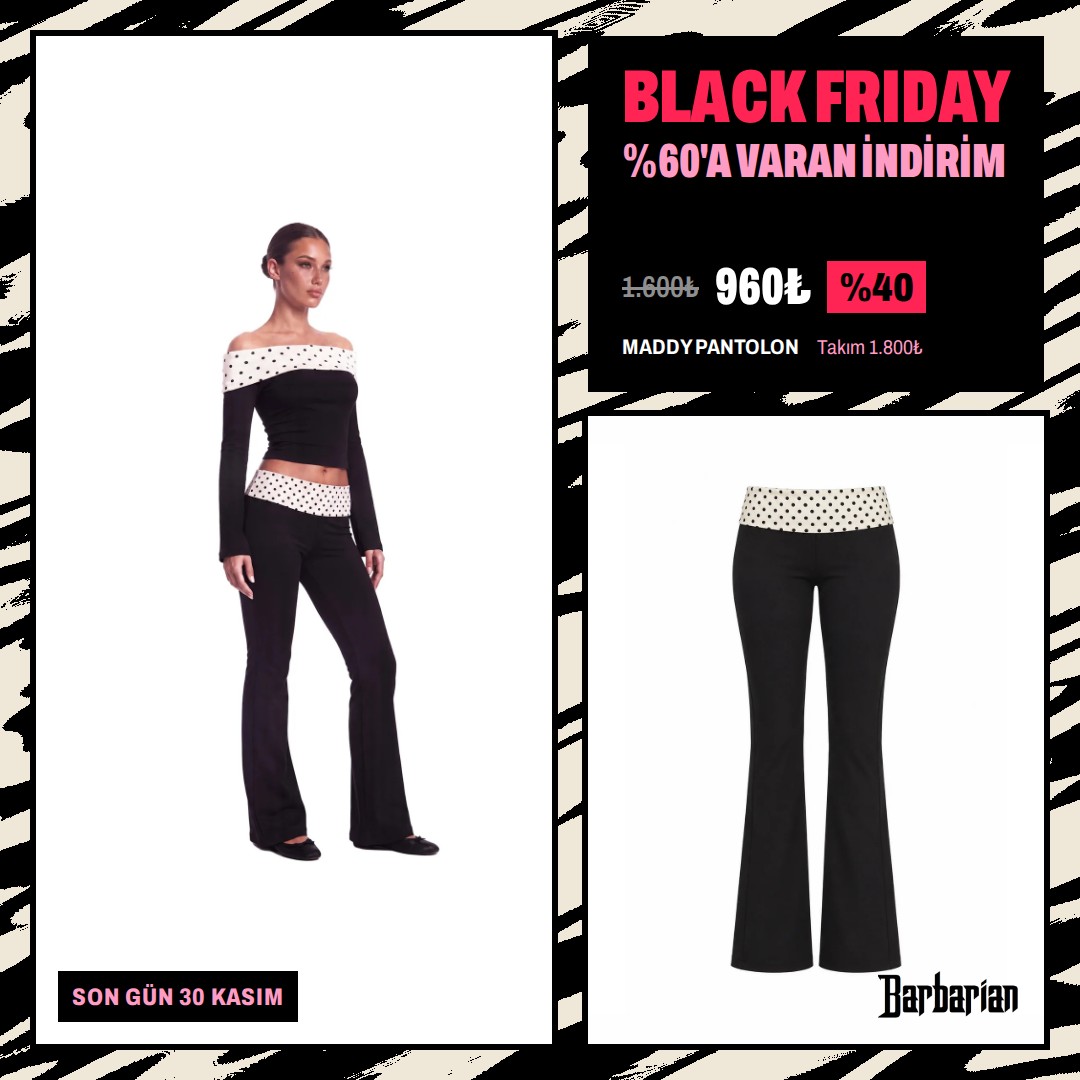 BLACK FRIDAY
%60'A VARAN İNDİRİM
1.600₺ 960₺ %40
MADDY PANTOLON Takım 1.800₺
SON GÜN 30 KASIM
Barbarian